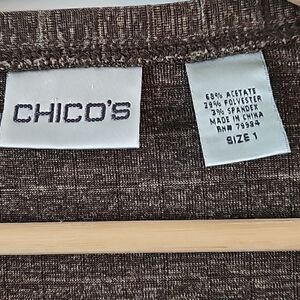 CHICO'S
68% ACETATE
29% POLYESTER
3% SPANDEX
MADE IN CHINA
RN# 79984
SIZE 1